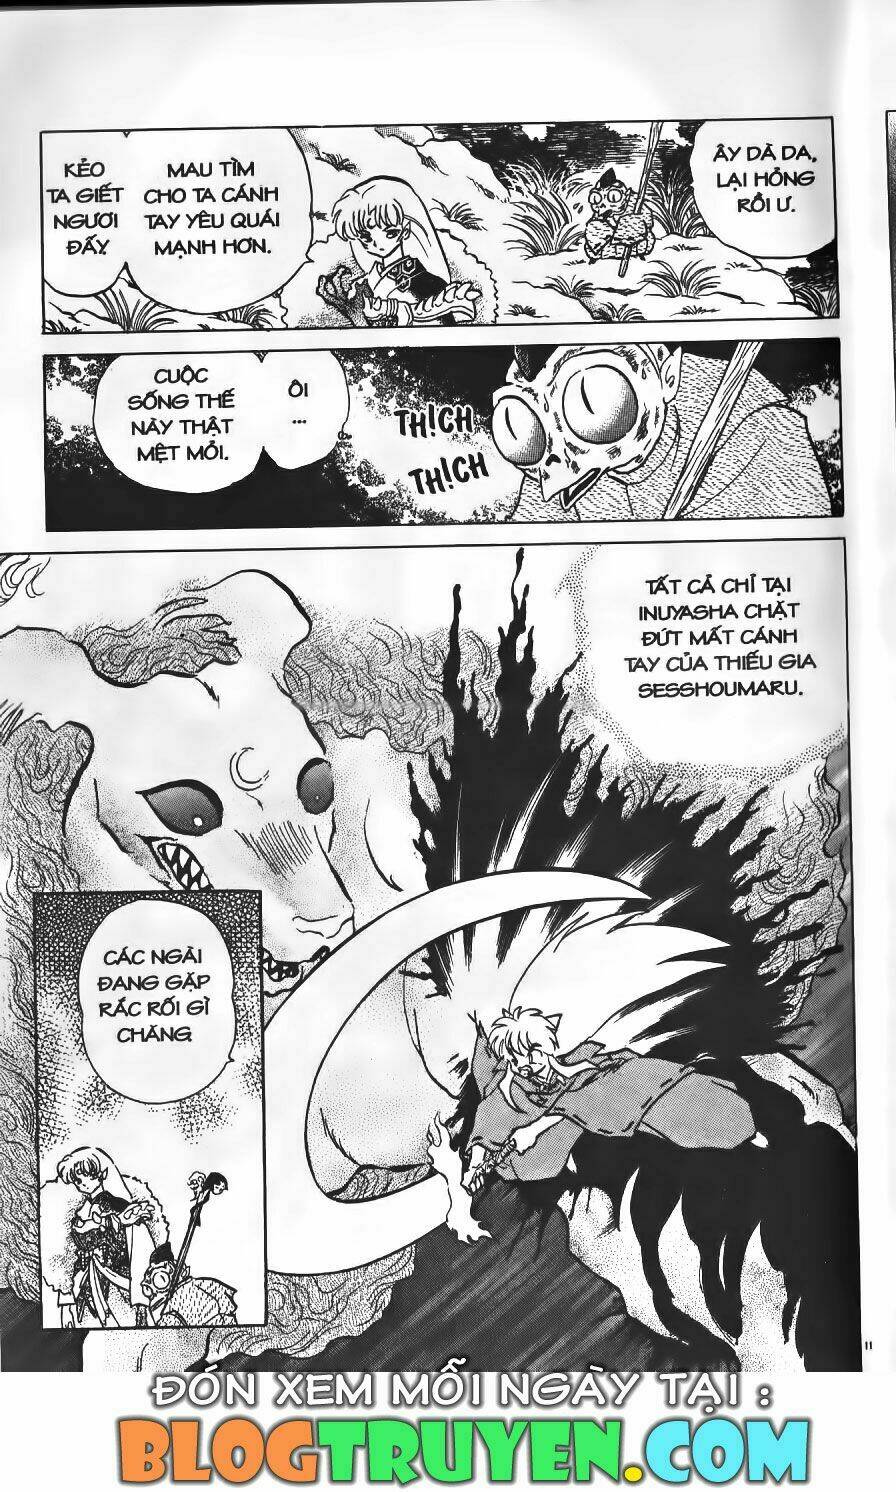 ÂY DÀ DA,
LẠI HỎNG
RỒI Ư.
MAU TÌM
CHO TA CÁNH
TAY YÊU QUÁI
MẠNH HƠN.
KẺO
TA GIẾT
NGƯƠI
ĐẤY.
THỊCH
THỊCH
ÔI
...
CUỘC
SỐNG THẾ
NÀY THẬT
MỆT MỎI.
TẤT CẢ CHỈ TẠI
INUYASHA CHẶT
ĐỨT MẤT CÁNH
TAY CỦA THIẾU GIA
SESSHOUMARU.
CÁC NGÀI
ĐANG GẶP
RẮC RỐI GÌ
CHĂNG.
11
ĐÓN XEM MỖI NGÀY TẠI :
BLOGTRUYEN.COM